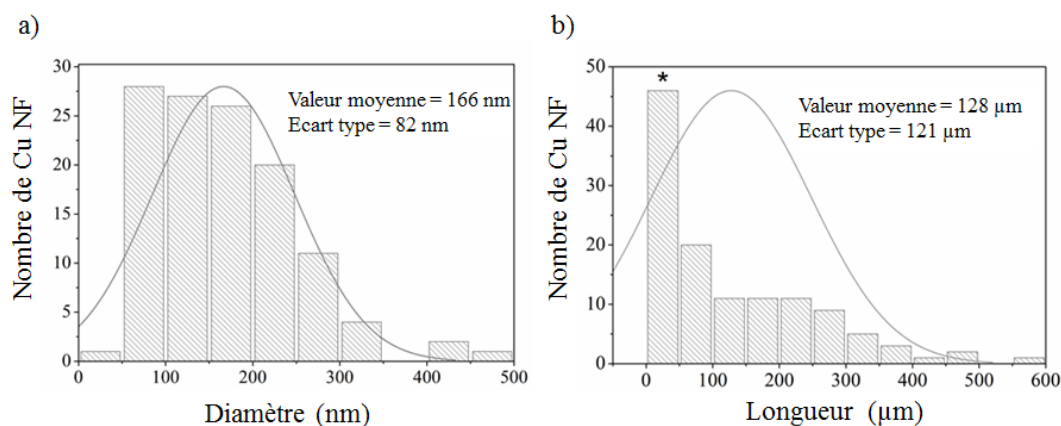 a)
Nombre de Cu NF
30
25
20
15
10
5
0
Valeur moyenne = 166 nm
Ecart type = 82 nm
0 100 200 300 400 500
Diamètre (nm)
b)
Nombre de Cu NF
50
40
30
20
10
0
*
Valeur moyenne = 128 µm
Ecart type = 121 µm
0 100 200 300 400 500 600
Longueur (µm)